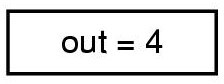 out = 4